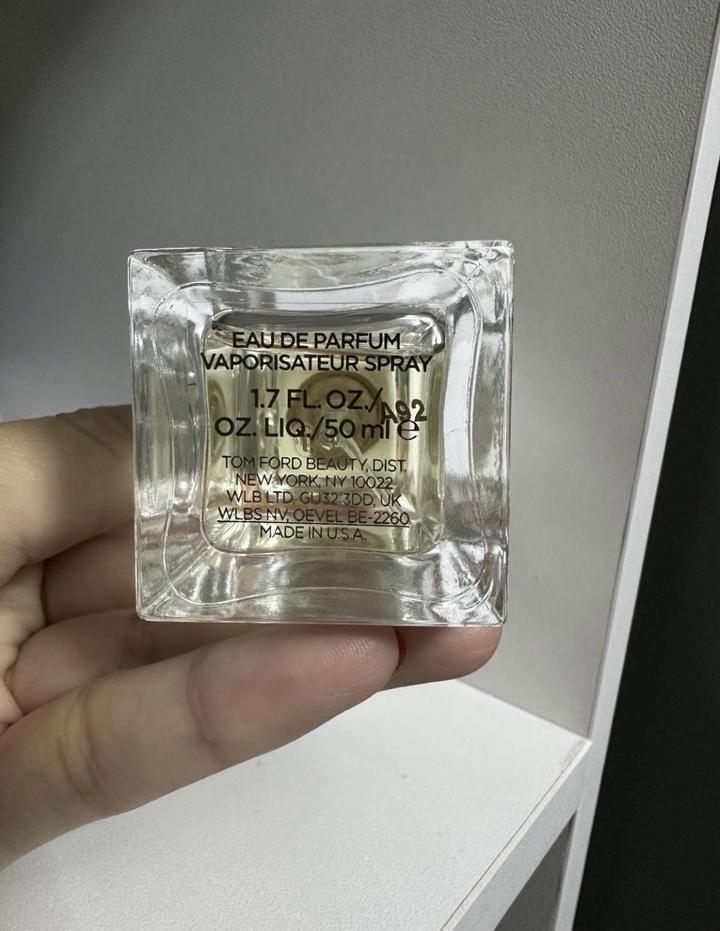 EAU DE PARFUM
VAPORISATEUR SPRAY
1.7 FL. OZ./
OZ. LIQ./50 ml e
A92
TOM FORD BEAUTY, DIST.
NEW YORK, NY 10022
WLB LTD, GU32 3DD, UK
WLBS NV, OEVEL BE-2260
MADE IN U.S.A.